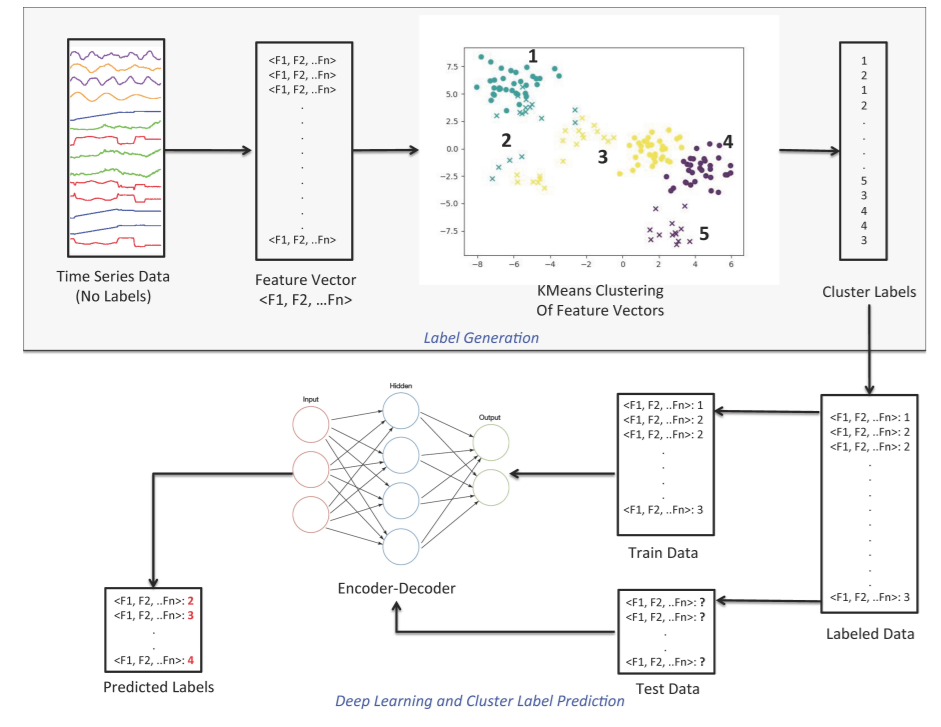 <F1, F2, ..Fn>
<F1, F2, ..Fn>
<F1, F2, ..Fn>
.
.
.
.
.
.
.
.
<F1, F2, ..Fn>
Time Series Data
(No Labels)
Feature Vector
<F1, F2, ...Fn>
7.5
5.0
2.5
0.0
−2.5
−5.0
−7.5
−8
−6
−4
−2
0
2
4
6
1
2
3
4
5
KMeans Clustering
Of Feature Vectors
1
2
1
2
.
.
.
.
5
3
4
4
3
Cluster Labels
Label Generation
Input
Hidden
Output
Encoder-Decoder
<F1, F2, ..Fn>: 1
<F1, F2, ..Fn>: 2
<F1, F2, ..Fn>: 2
.
.
.
.
<F1, F2, ..Fn>: 3
Train Data
<F1, F2, ..Fn>: 1
<F1, F2, ..Fn>: 2
<F1, F2, ..Fn>: 2
.
.
.
.
.
.
.
.
.
<F1, F2, ..Fn>: 3
Labeled Data
<F1, F2, ..Fn>: 2
<F1, F2, ..Fn>: 3
.
.
<F1, F2, ..Fn>: 4
Predicted Labels
<F1, F2, ..Fn>: ?
<F1, F2, ..Fn>: ?
.
.
<F1, F2, ..Fn>: ?
Test Data
Deep Learning and Cluster Label Prediction